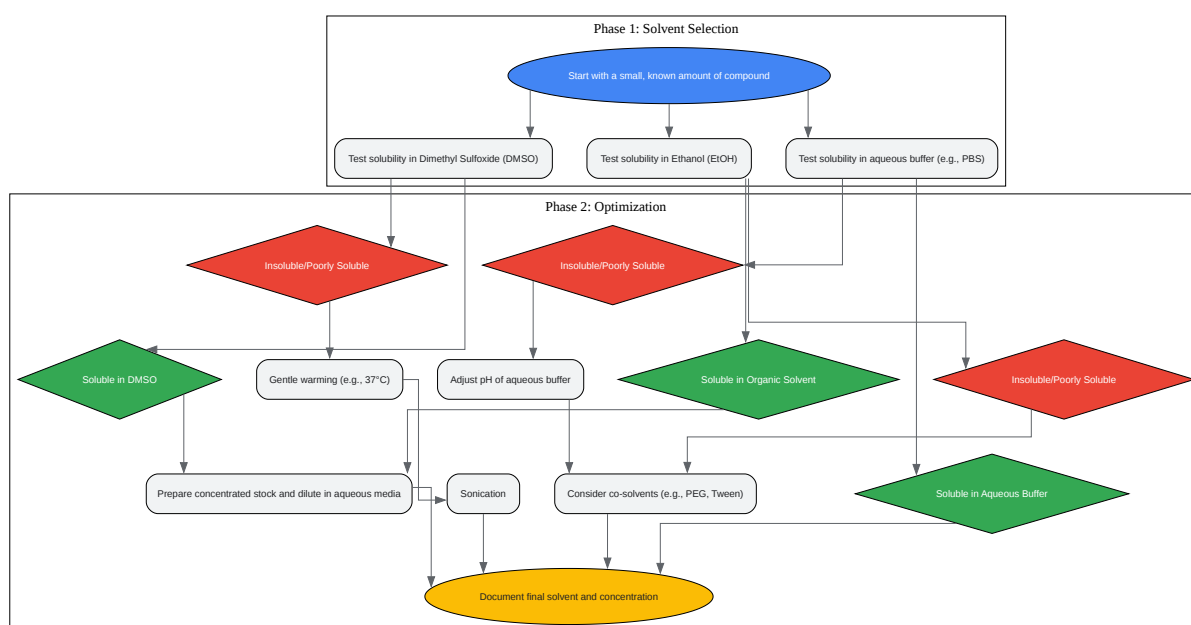 Phase 1: Solvent Selection
Start with a small, known amount of compound
Test solubility in Dimethyl Sulfoxide (DMSO)
Test solubility in Ethanol (EtOH)
Test solubility in aqueous buffer (e.g., PBS)
Phase 2: Optimization
Insoluble/Poorly Soluble
Insoluble/Poorly Soluble
Soluble in DMSO
Gentle warming (e.g., 37°C)
Adjust pH of aqueous buffer
Soluble in Organic Solvent
Insoluble/Poorly Soluble
Prepare concentrated stock and dilute in aqueous media
Sonication
Consider co-solvents (e.g., PEG, Tween)
Soluble in Aqueous Buffer
Document final solvent and concentration